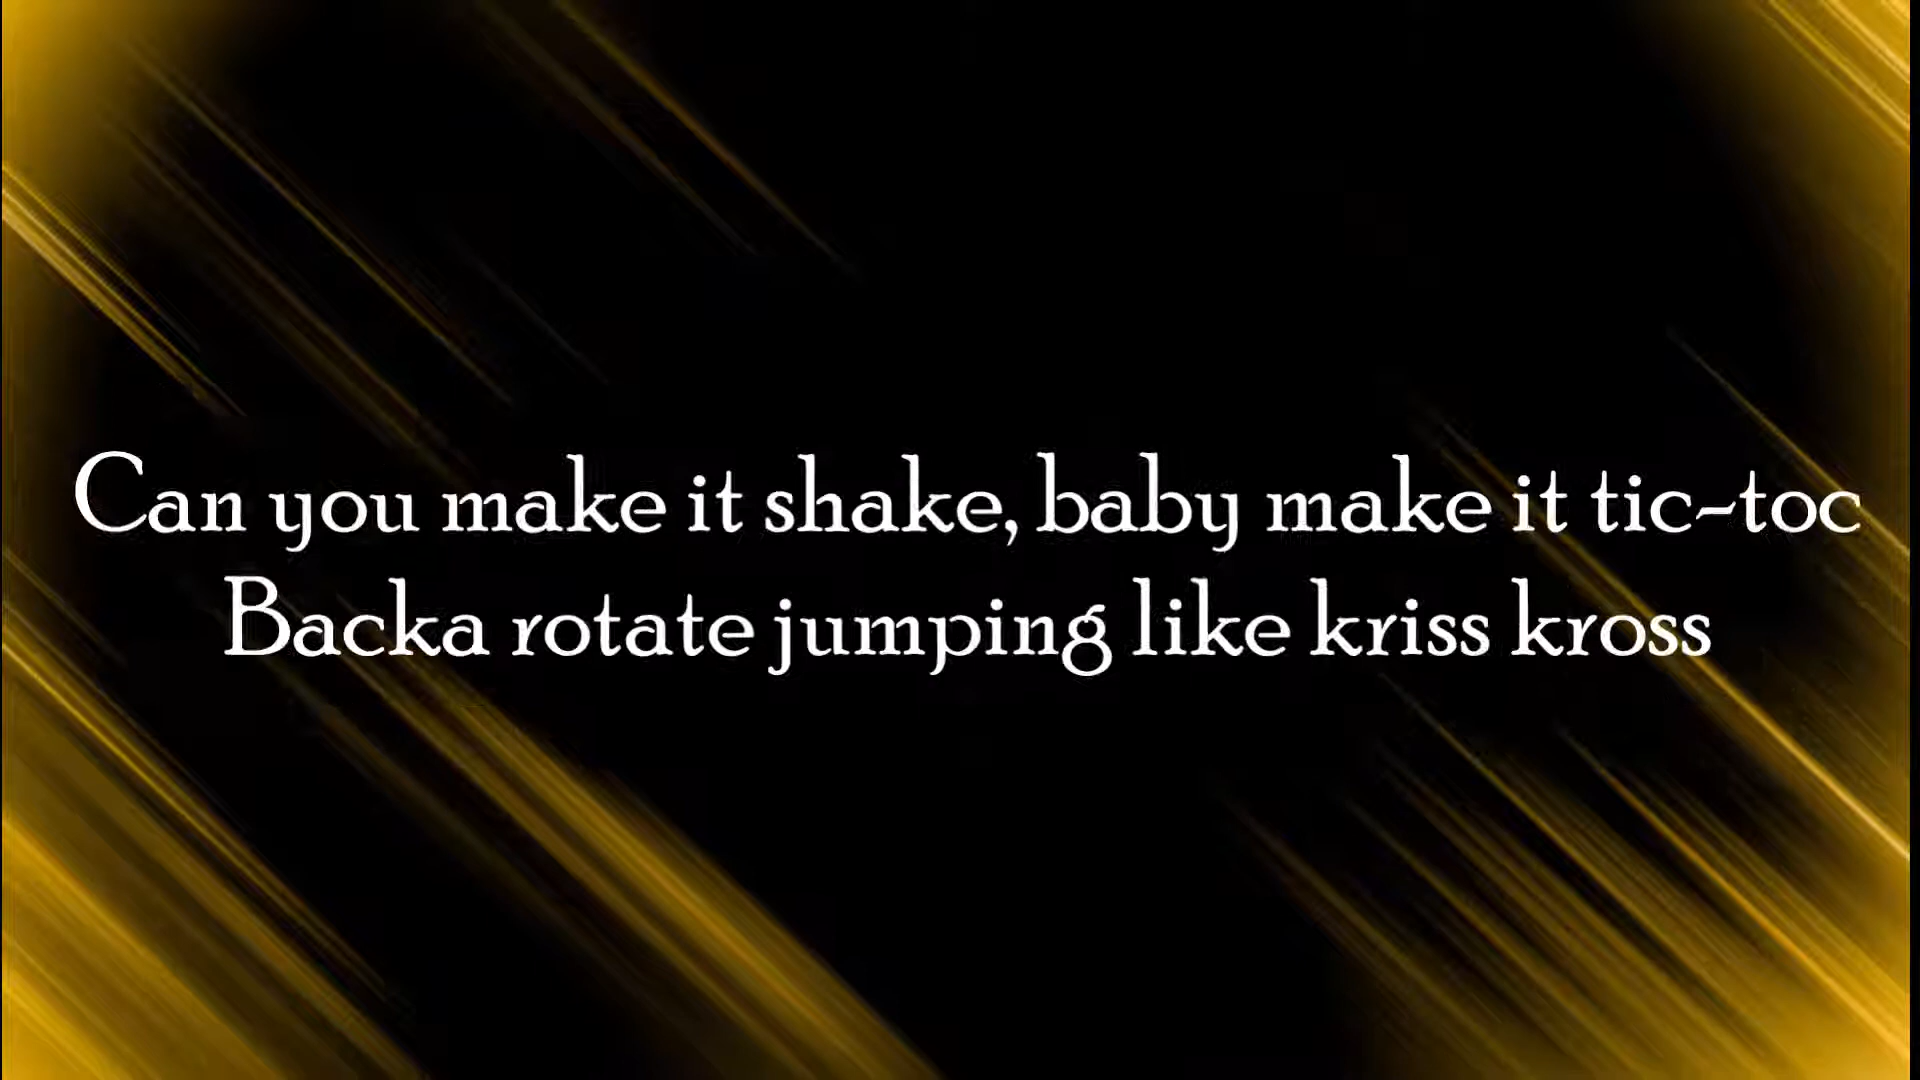 Can you make it shake, baby make it tic-toc
Backa rotate jumping like kriss kross